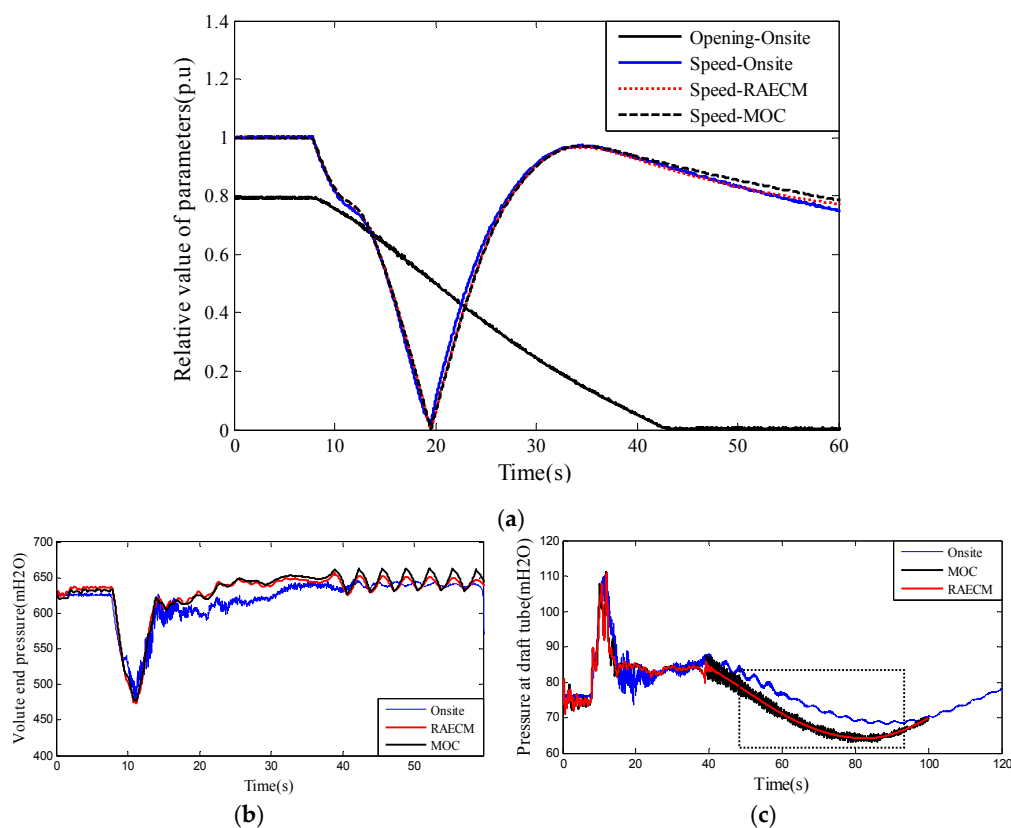 1.4
1.2
1
0.8
0.6
0.4
0.2
0
Relative value of parameters(p.u)
Opening-Onsite
Speed-Onsite
Speed-RAECM
Speed-MOC
0 10 20 30 40 50 60
Time(s)
(a)
700
650
600
550
500
450
400
Volute end pressure(mH2O)
Onsite
RAECM
MOC
0 10 20 30 40 50
Time(s)
(b)
120
110
100
90
80
70
60
Pressure at draft tube(mH2O)
Onsite
MOC
RAECM
0 20 40 60 80 100 120
Time(s)
(c)